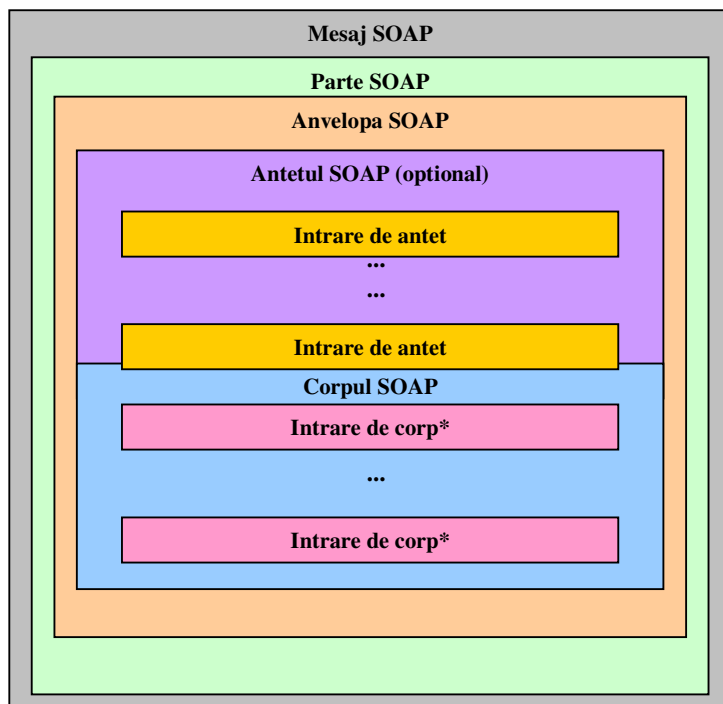 Mesaj SOAP
Parte SOAP
Anvelopa SOAP
Antetul SOAP (optional)
Intrare de antet
...
...
Intrare de antet
Corpul SOAP
Intrare de corp*
...
Intrare de corp*